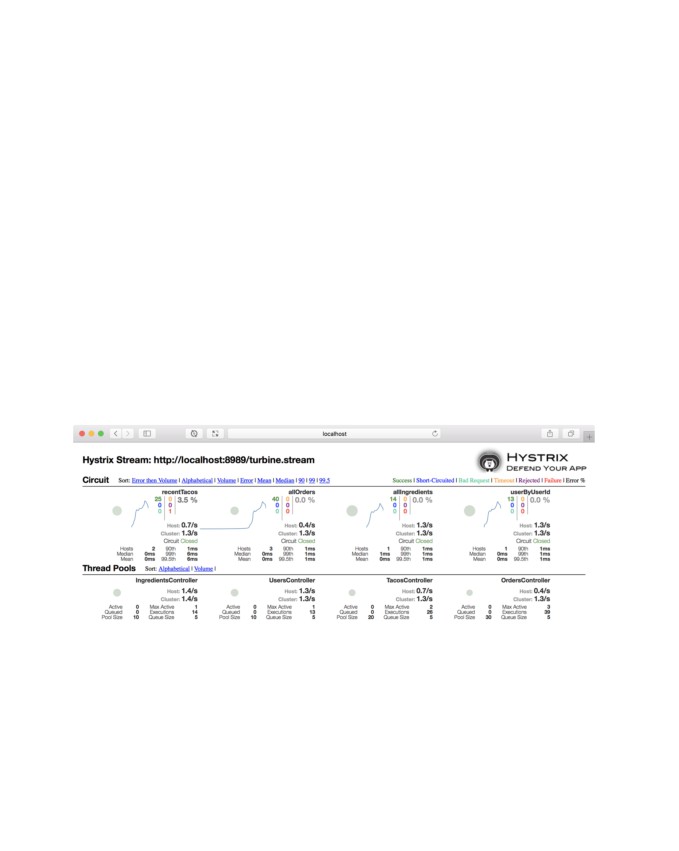 localhost
Hystrix Stream: http://localhost:8989/turbine.stream
HYSTRIX
DEFEND YOUR APP
Circuit Sort: Error then Volume | Alphabetical | Volume | Error | Mean | Median | 90 | 99 | 99.5
Success | Short-Circuited | Bad Request | Timeout | Rejected | Failure | Error %
recentTacos
25 0 3.5 %
0 0
0 1
Host: 0.7/s
Cluster: 1.3/s
Circuit Closed
Hosts 2 90th 1ms
Median 0ms 99th 6ms
Mean 0ms 99.5th 6ms
allOrders
40 0 0.0 %
0 0
0 0
Host: 0.4/s
Cluster: 1.3/s
Circuit Closed
Hosts 3 90th 1ms
Median 0ms 99th 1ms
Mean 0ms 99.5th 1ms
allIngredients
14 0 0.0 %
0 0
0 0
Host: 1.3/s
Cluster: 1.3/s
Circuit Closed
Hosts 1 90th 1ms
Median 1ms 99th 1ms
Mean 0ms 99.5th 1ms
userByUserId
13 0 0.0 %
0 0
0 0
Host: 1.3/s
Cluster: 1.3/s
Circuit Closed
Hosts 1 90th 1ms
Median 0ms 99th 1ms
Mean 0ms 99.5th 1ms
Thread Pools Sort: Alphabetical | Volume |
IngredientsController
Host: 1.4/s
Cluster: 1.4/s
Active 0 Max Active 1
Queued 0 Executions 14
Pool Size 10 Queue Size 5
UsersController
Host: 1.3/s
Cluster: 1.3/s
Active 0 Max Active 1
Queued 0 Executions 13
Pool Size 10 Queue Size 5
TacosController
Host: 0.7/s
Cluster: 1.3/s
Active 0 Max Active 2
Queued 0 Executions 28
Pool Size 20 Queue Size 5
OrdersController
Host: 0.4/s
Cluster: 1.3/s
Active 0 Max Active 3
Queued 0 Executions 39
Pool Size 30 Queue Size 5